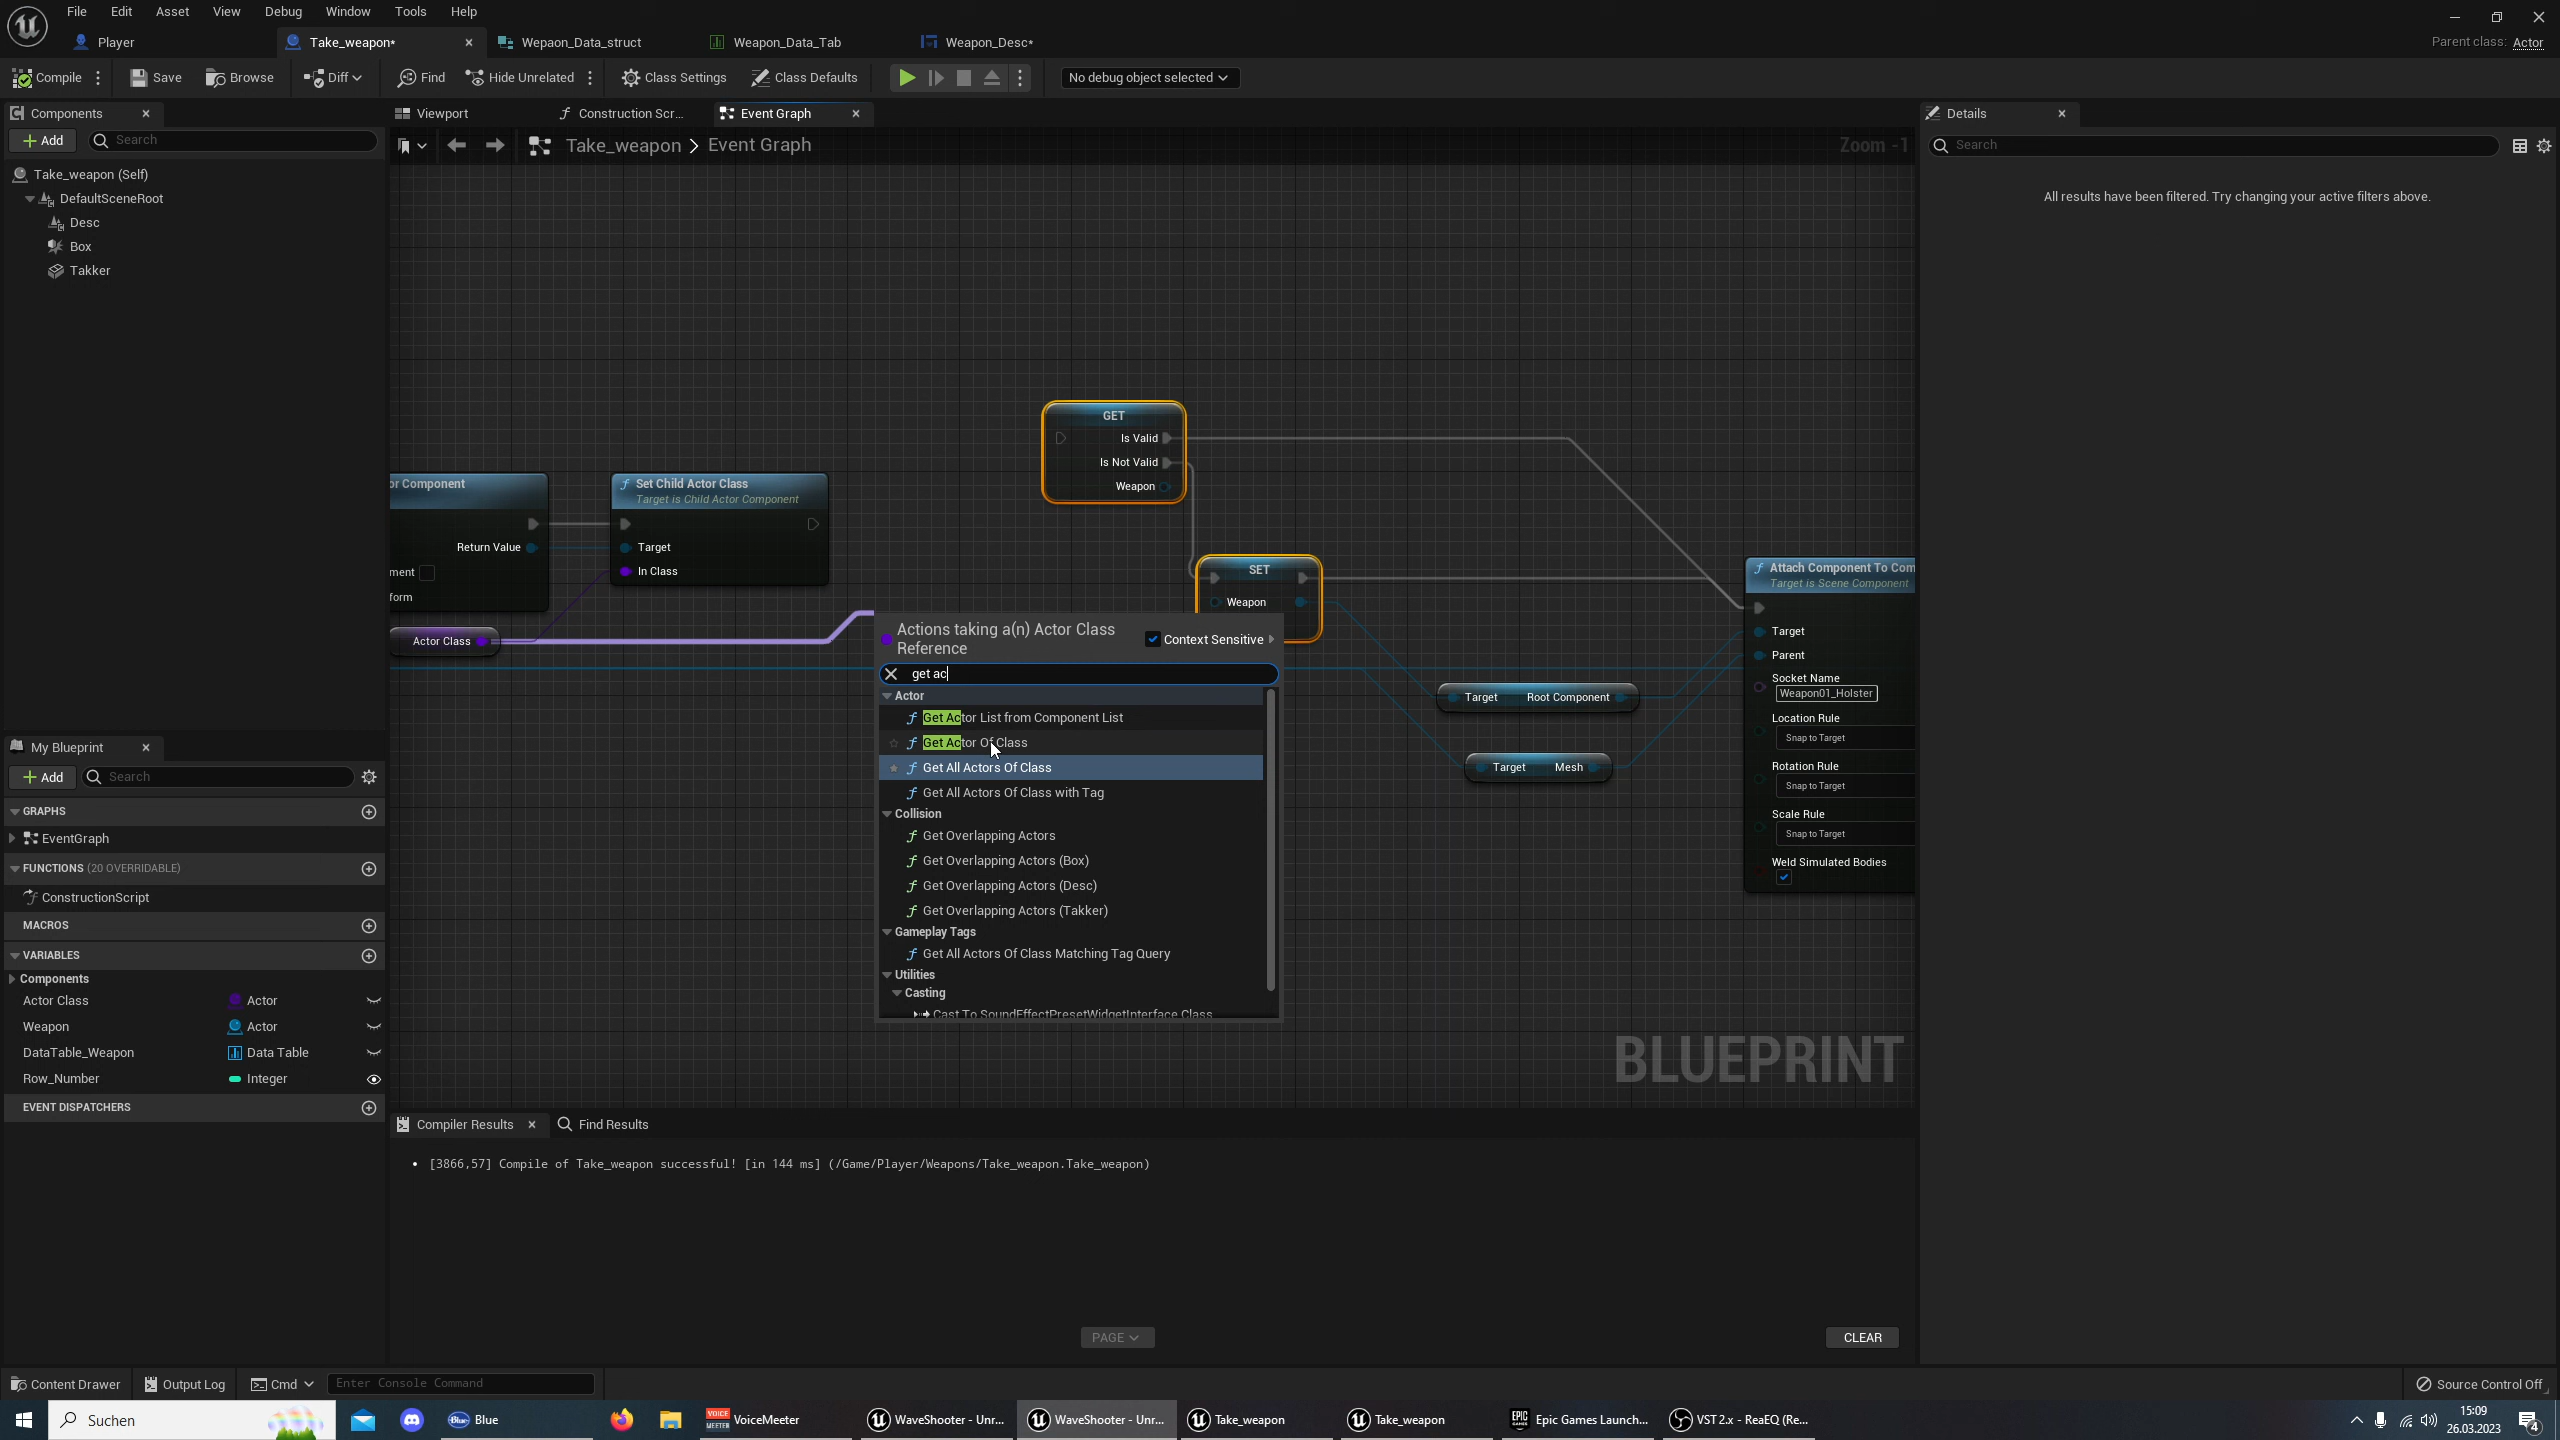 File Edit Asset View Debug Window Tools Help
Player Take_weapon* Wepaon_Data_struct Weapon_Data_Tab Weapon_Desc* Parent class: Actor
Compile Save Browse Diff Find Hide Unrelated Class Settings Class Defaults No debug object selected
Components Viewport Construction Scr... Event Graph Details
Add Search Take_weapon > Event Graph Zoom -1 Search
Take_weapon (Self)
DefaultSceneRoot
Desc
Box
Takker
All results have been filtered. Try changing your active filters above.
GET
Is Valid
Is Not Valid
Weapon
or Component
Return Value
ment
form
Set Child Actor Class
Target is Child Actor Component
Target
In Class
Actor Class
SET
Weapon
Actions taking a(n) Actor Class
Reference
Context Sensitive
get ac
Actor
Get Actor List from Component List
Get Actor Of Class
Get All Actors Of Class
Get All Actors Of Class with Tag
Collision
Get Overlapping Actors
Get Overlapping Actors (Box)
Get Overlapping Actors (Desc)
Get Overlapping Actors (Takker)
Gameplay Tags
Get All Actors Of Class Matching Tag Query
Utilities
Casting
Cast To SoundEffectPresetWidgetInterface Class
Target Root Component
Target Mesh
Attach Component To Com
Target is Scene Component
Target
Parent
Socket Name
Weapon01_Holster
Location Rule
Snap to Target
Rotation Rule
Snap to Target
Scale Rule
Snap to Target
Weld Simulated Bodies
BLUEPRINT
My Blueprint
Add Search
GRAPHS
EventGraph
FUNCTIONS (20 OVERRIDABLE)
ConstructionScript
MACROS
VARIABLES
Components
Actor Class Actor
Weapon Actor
DataTable_Weapon Data Table
Row_Number Integer
EVENT DISPATCHERS
Compiler Results Find Results
[3866,57] Compile of Take_weapon successful! [in 144 ms] (/Game/Player/Weapons/Take_weapon.Take_weapon)
PAGE CLEAR
Content Drawer Output Log Cmd Enter Console Command Source Control Off
Suchen Blue Blue VOICE MEETER VoiceMeeter WaveShooter - Unr... WaveShooter - Unr... Take_weapon Take_weapon EPIC GAMES Epic Games Launch... VST 2.x - ReaEQ (Re...
15:09
26.03.2023
4